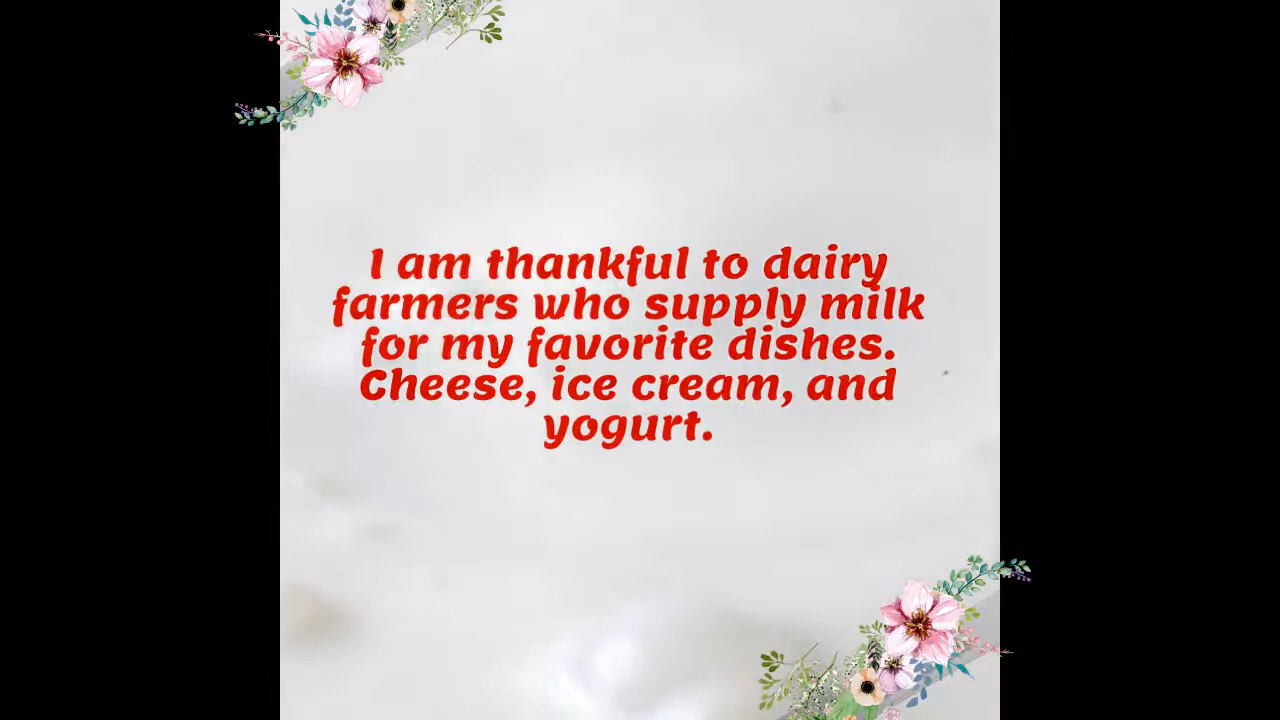 I am thankful to dairy
farmers who supply milk
for my favorite dishes.
Cheese, ice cream, and
yogurt.